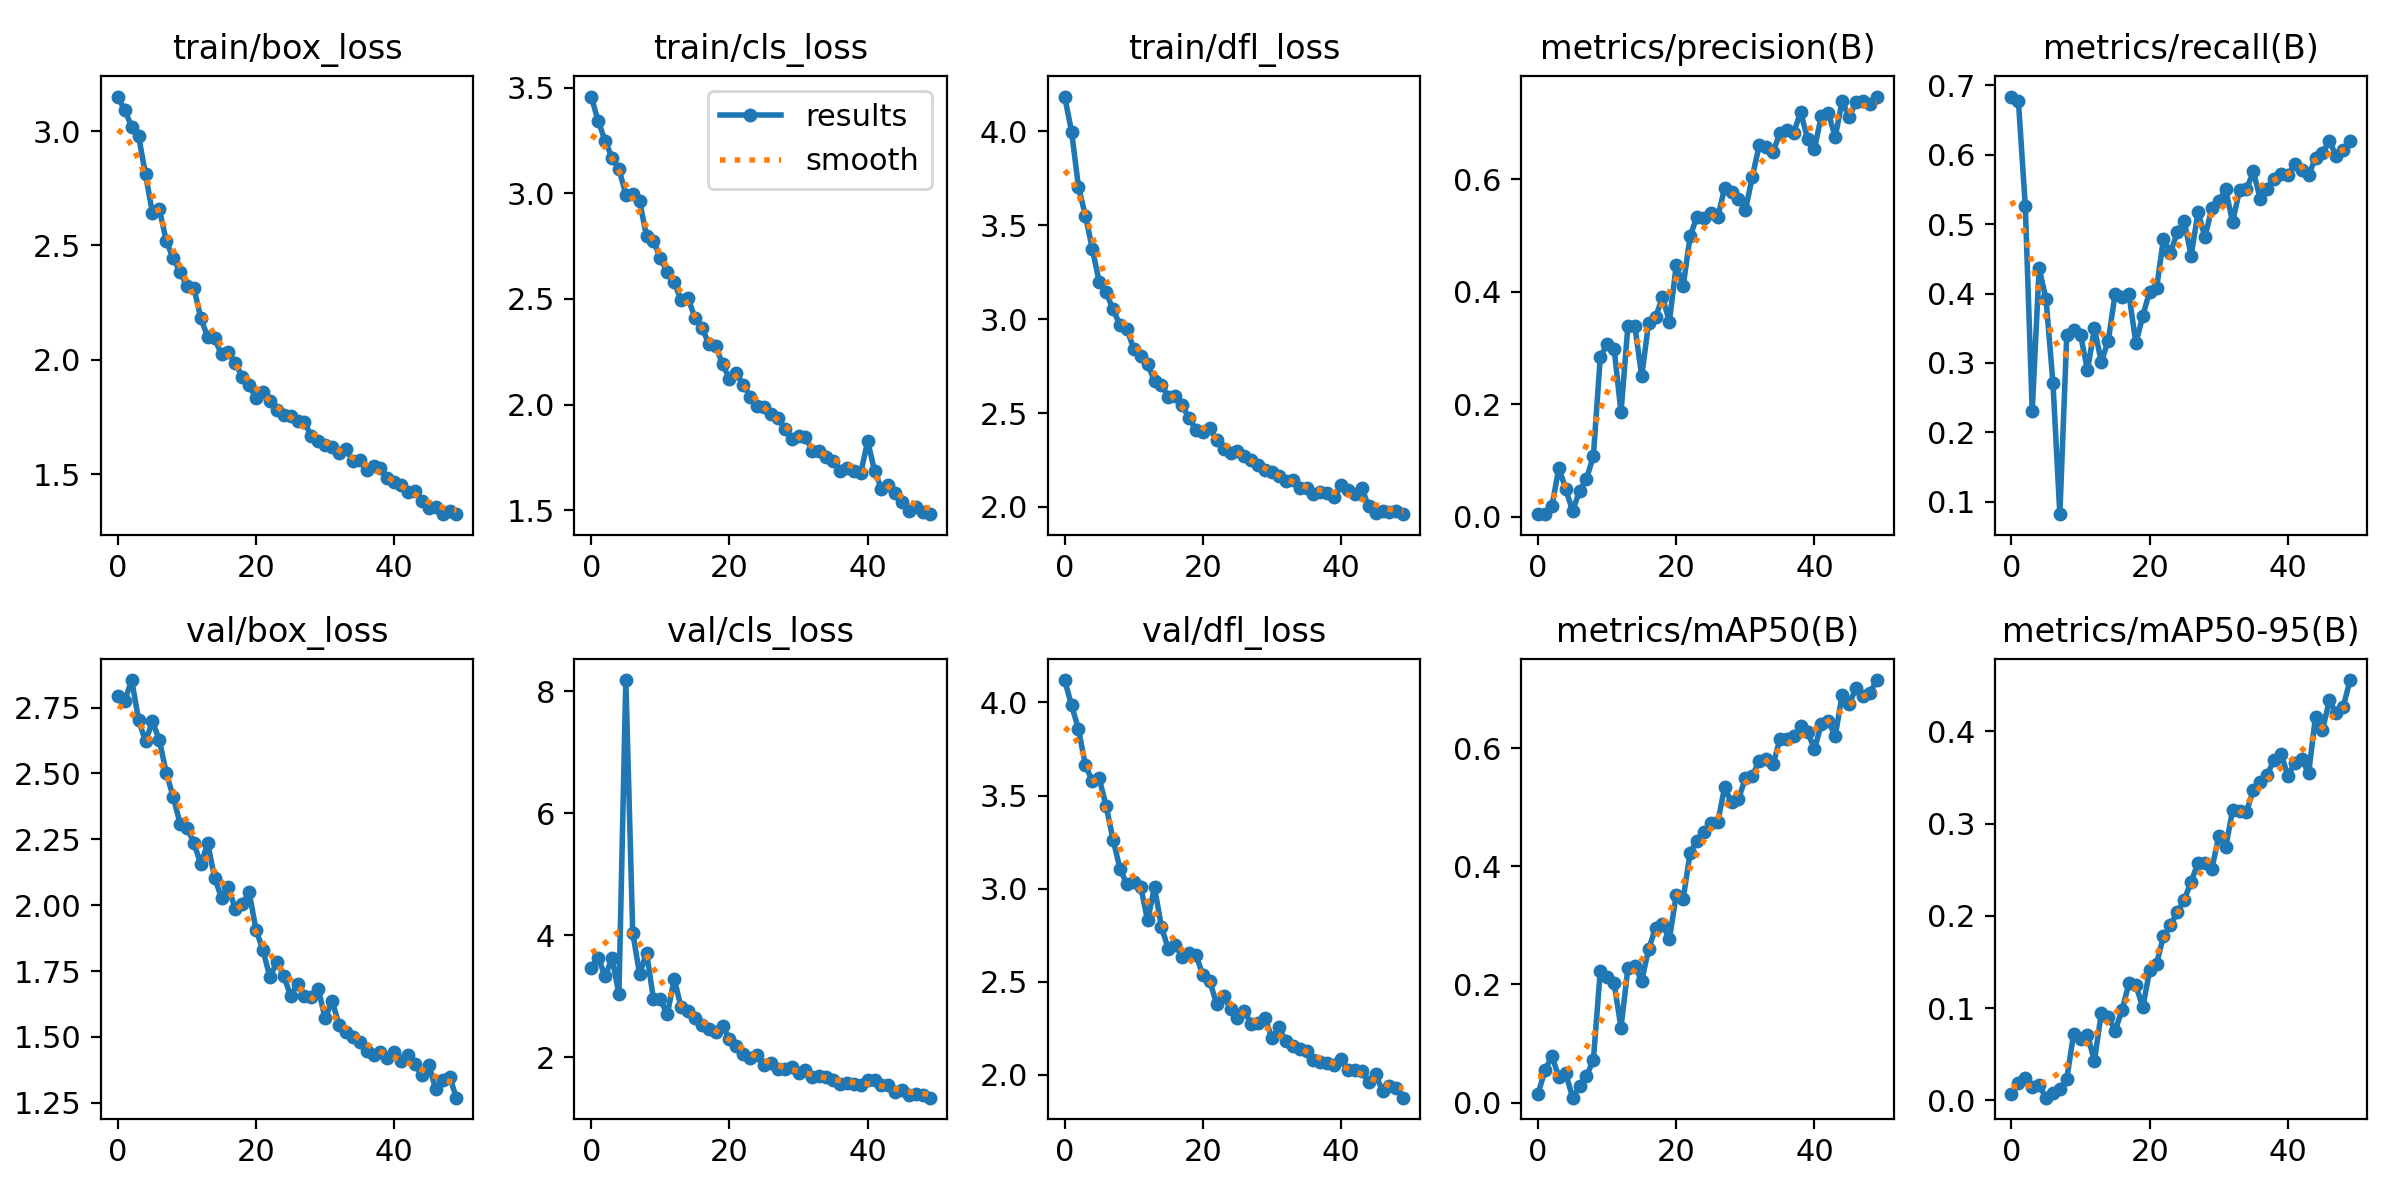 train/box_loss
3.0
2.5
2.0
1.5
0 20 40
train/cls_loss
results
smooth
3.5
3.0
2.5
2.0
1.5
0 20 40
train/dfl_loss
4.0
3.5
3.0
2.5
2.0
0 20 40
metrics/precision(B)
0.6
0.4
0.2
0.0
0 20 40
metrics/recall(B)
0.7
0.6
0.5
0.4
0.3
0.2
0.1
0 20 40
val/box_loss
2.75
2.50
2.25
2.00
1.75
1.50
1.25
0 20 40
val/cls_loss
8
6
4
2
0 20 40
val/dfl_loss
4.0
3.5
3.0
2.5
2.0
0 20 40
metrics/mAP50(B)
0.6
0.4
0.2
0.0
0 20 40
metrics/mAP50-95(B)
0.4
0.3
0.2
0.1
0.0
0 20 40